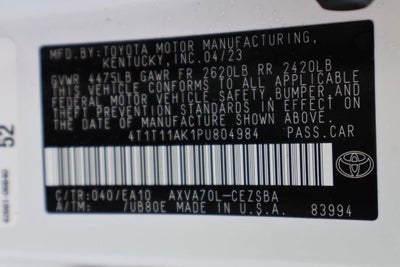 MFD.BY:TOYOTA MOTOR MANUFACTURING,
KENTUCKY, INC.04/23
GVWR 4475LB GAWR FR 2620LB RR 2420LB
THIS VEHICLE CONFORMS TO ALL APPLICABLE
FEDERAL MOTOR VEHICLE SAFETY,BUMPER,AND
THEFT PREVENTION STANDARDS IN EFFECT ON
THE DATE OF MANUFACTURE SHOWN ABOVE.
4T1T11AK1PU804984 PASS.CAR
C/TR:040/EA10 AXVA70L-CEZSBA
A/TM: /UB80E MADE IN U.S.A. 83994
TOYOTA
52